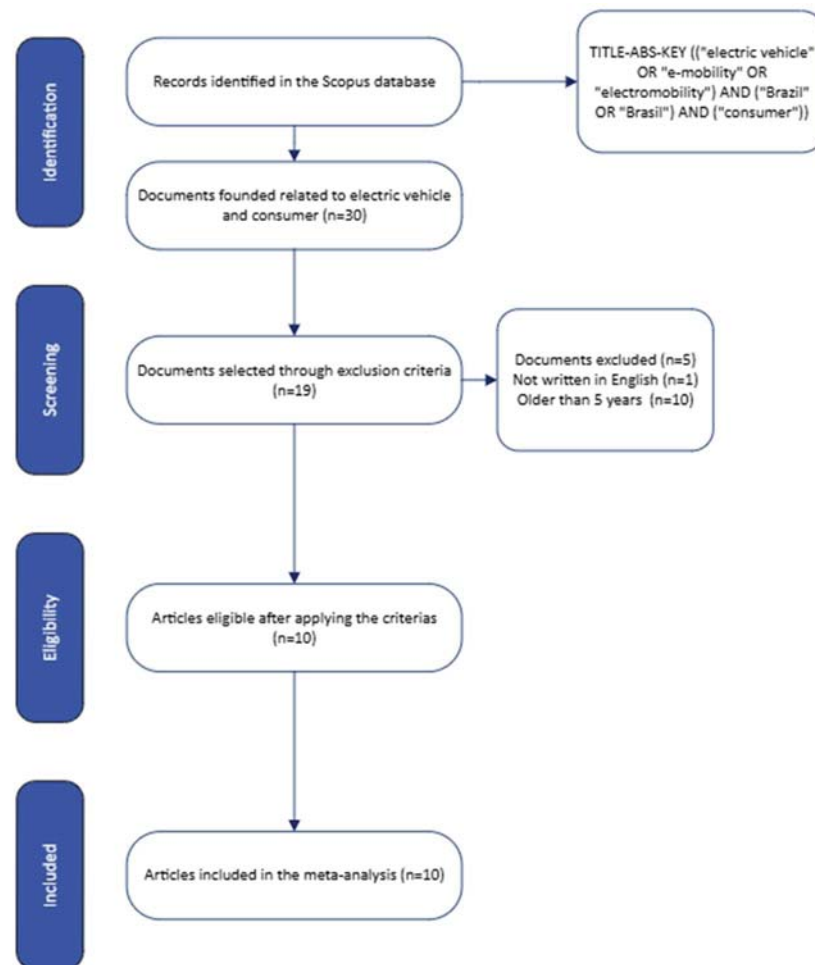 Identification
Records identified in the Scopus database
TITLE-ABS-KEY (("electric vehicle"
OR "e-mobility" OR
"electromobility") AND ("Brazil"
OR "Brasil") AND ("consumer"))
Documents founded related to electric vehicle
and consumer (n=30)
Screening
Documents selected through exclusion criteria
(n=19)
Documents excluded (n=5)
Not written in English (n=1)
Older than 5 years (n=10)
Eligibility
Articles eligible after applying the criterias
(n=10)
Included
Articles included in the meta-analysis (n=10)